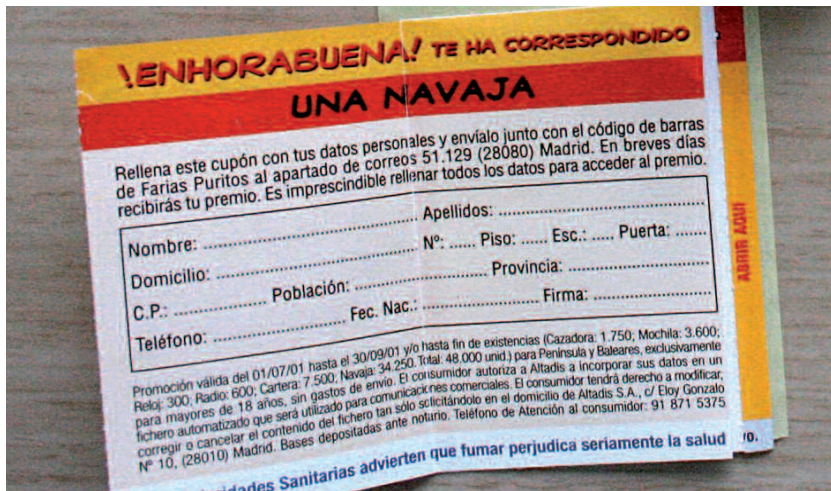 ¡ENHORABUENA! TE HA CORRESPONDIDO
UNA NAVAJA
Rellena este cupón con tus datos personales y envíalo junto con el código de barras
de Farias Puritos al apartado de correos 51.129 (28080) Madrid. En breves días
recibirás tu premio. Es imprescindible rellenar todos los datos para acceder al premio.
Nombre: ............ Apellidos: ............
Domicilio: ............ Nº: ...... Piso: ...... Esc.: ..... Puerta: .......
C.P.: ............ Población: ............ Provincia: ............
Teléfono: ............ Fec. Nac.: ............ Firma: ............
Promoción válida del 01/07/01 hasta el 30/09/01 y/o hasta fin de existencias (Cazadora: 1.750; Mochila: 3.600;
Reloj: 300; Radio: 600; Cartera: 7.500; Navaja: 34.250. Total: 48.000 unid.) para Península y Baleares, exclusivamente
para mayores de 18 años, sin gastos de envío. El consumidor autoriza a Altadis a incorporar sus datos en un
fichero automatizado que será utilizado para comunicaciones comerciales. El consumidor tendrá derecho a modificar,
corregir o cancelar el contenido del fichero tan sólo solicitándolo en el domicilio de Altadis S.A., c/ Eloy Gonzalo
Nº 10, (28010) Madrid. Bases depositadas ante notario. Teléfono de Atención al consumidor: 91 871 5375
Sanitarias advierten que fumar perjudica seriamente la salud
ABRIR AQUI